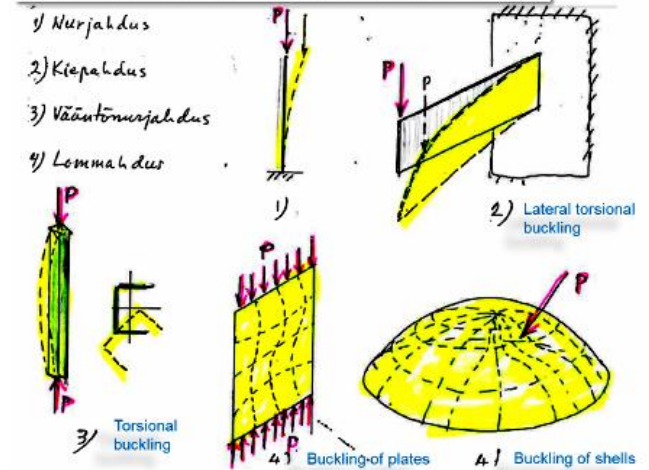 1) Nurjahdus
2) Kiepahdus
3) Vääntönurjahdus
4) Lommahdus
P
1)
P
P
2) Lateral torsional
buckling
P
P
3) Torsional
buckling
P
P
4) Buckling of plates
P
4) Buckling of shells